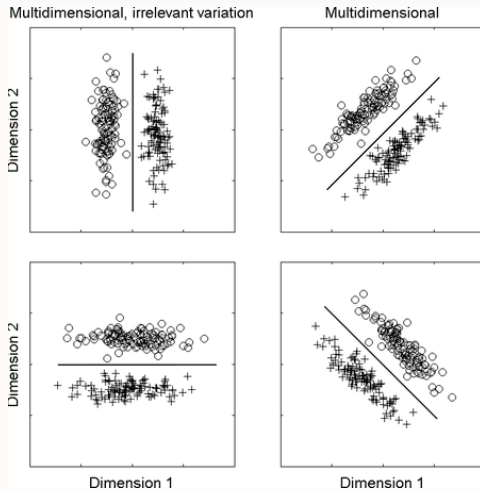 Multidimensional, irrelevant variation
Multidimensional
Dimension 2
Dimension 2
Dimension 1
Dimension 1